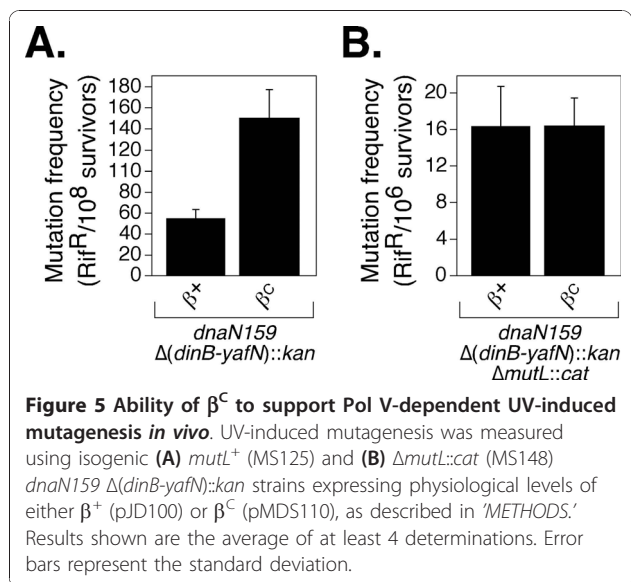 A.
Mutation frequency
(Rif^R/10^8 survivors)
180
160
140
120
100
80
60
40
20
0
β+
β^C
dnaN159
Δ(dinB-yafN)::kan
B.
Mutation frequency
(Rif^R/10^6 survivors)
20
16
12
8
4
0
β+
β^C
dnaN159
Δ(dinB-yafN)::kan
ΔmutL::cat
Figure 5 Ability of β^C to support Pol V-dependent UV-induced
mutagenesis in vivo. UV-induced mutagenesis was measured
using isogenic (A) mutL+ (MS125) and (B) ΔmutL::cat (MS148)
dnaN159 Δ(dinB-yafN)::kan strains expressing physiological levels of
either β+ (pJD100) or β^C (pMDS110), as described in 'METHODS.'
Results shown are the average of at least 4 determinations. Error
bars represent the standard deviation.